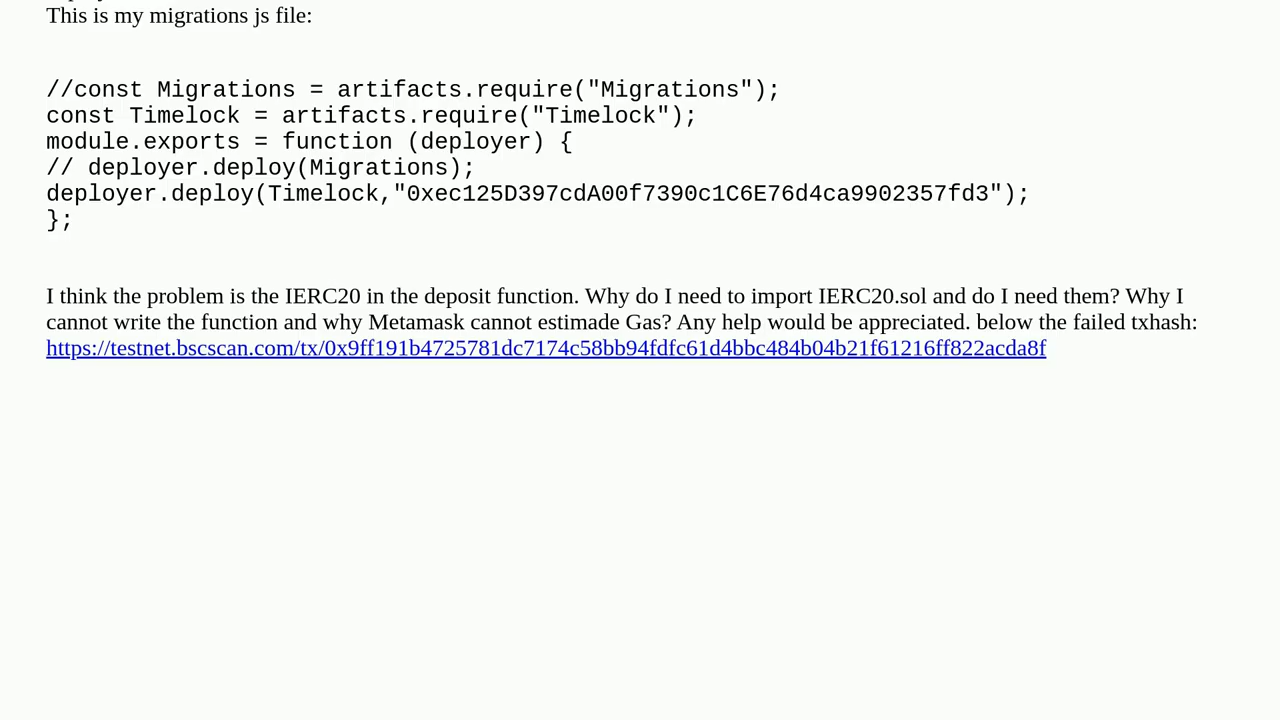 This is my migrations js file:
//const Migrations = artifacts.require("Migrations");
const Timelock = artifacts.require("Timelock");
module.exports = function (deployer) {
// deployer.deploy(Migrations);
deployer.deploy(Timelock,"0xec125D397cdA00f7390c1C6E76d4ca9902357fd3");
};
I think the problem is the IERC20 in the deposit function. Why do I need to import IERC20.sol and do I need them? Why I
cannot write the function and why Metamask cannot estimade Gas? Any help would be appreciated. below the failed txhash:
https://testnet.bscscan.com/tx/0x9ff191b4725781dc7174c58bb94fdfc61d4bbc484b04b21f61216ff822acda8f